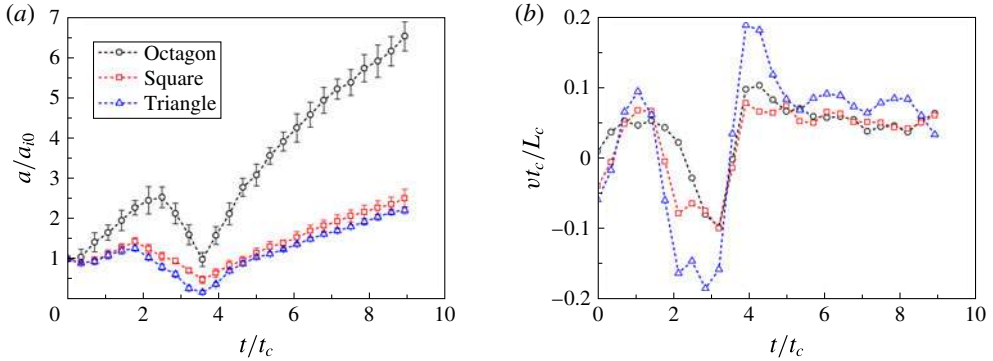 (a)
7
6
5
4
3
2
1
0
a/a_{i0}
Octagon
Square
Triangle
0 2 4 6 8 10
t/t_c
(b)
0.2
0.1
0
−0.1
−0.2
vt_c/L_c
0 2 4 6 8 10
t/t_c